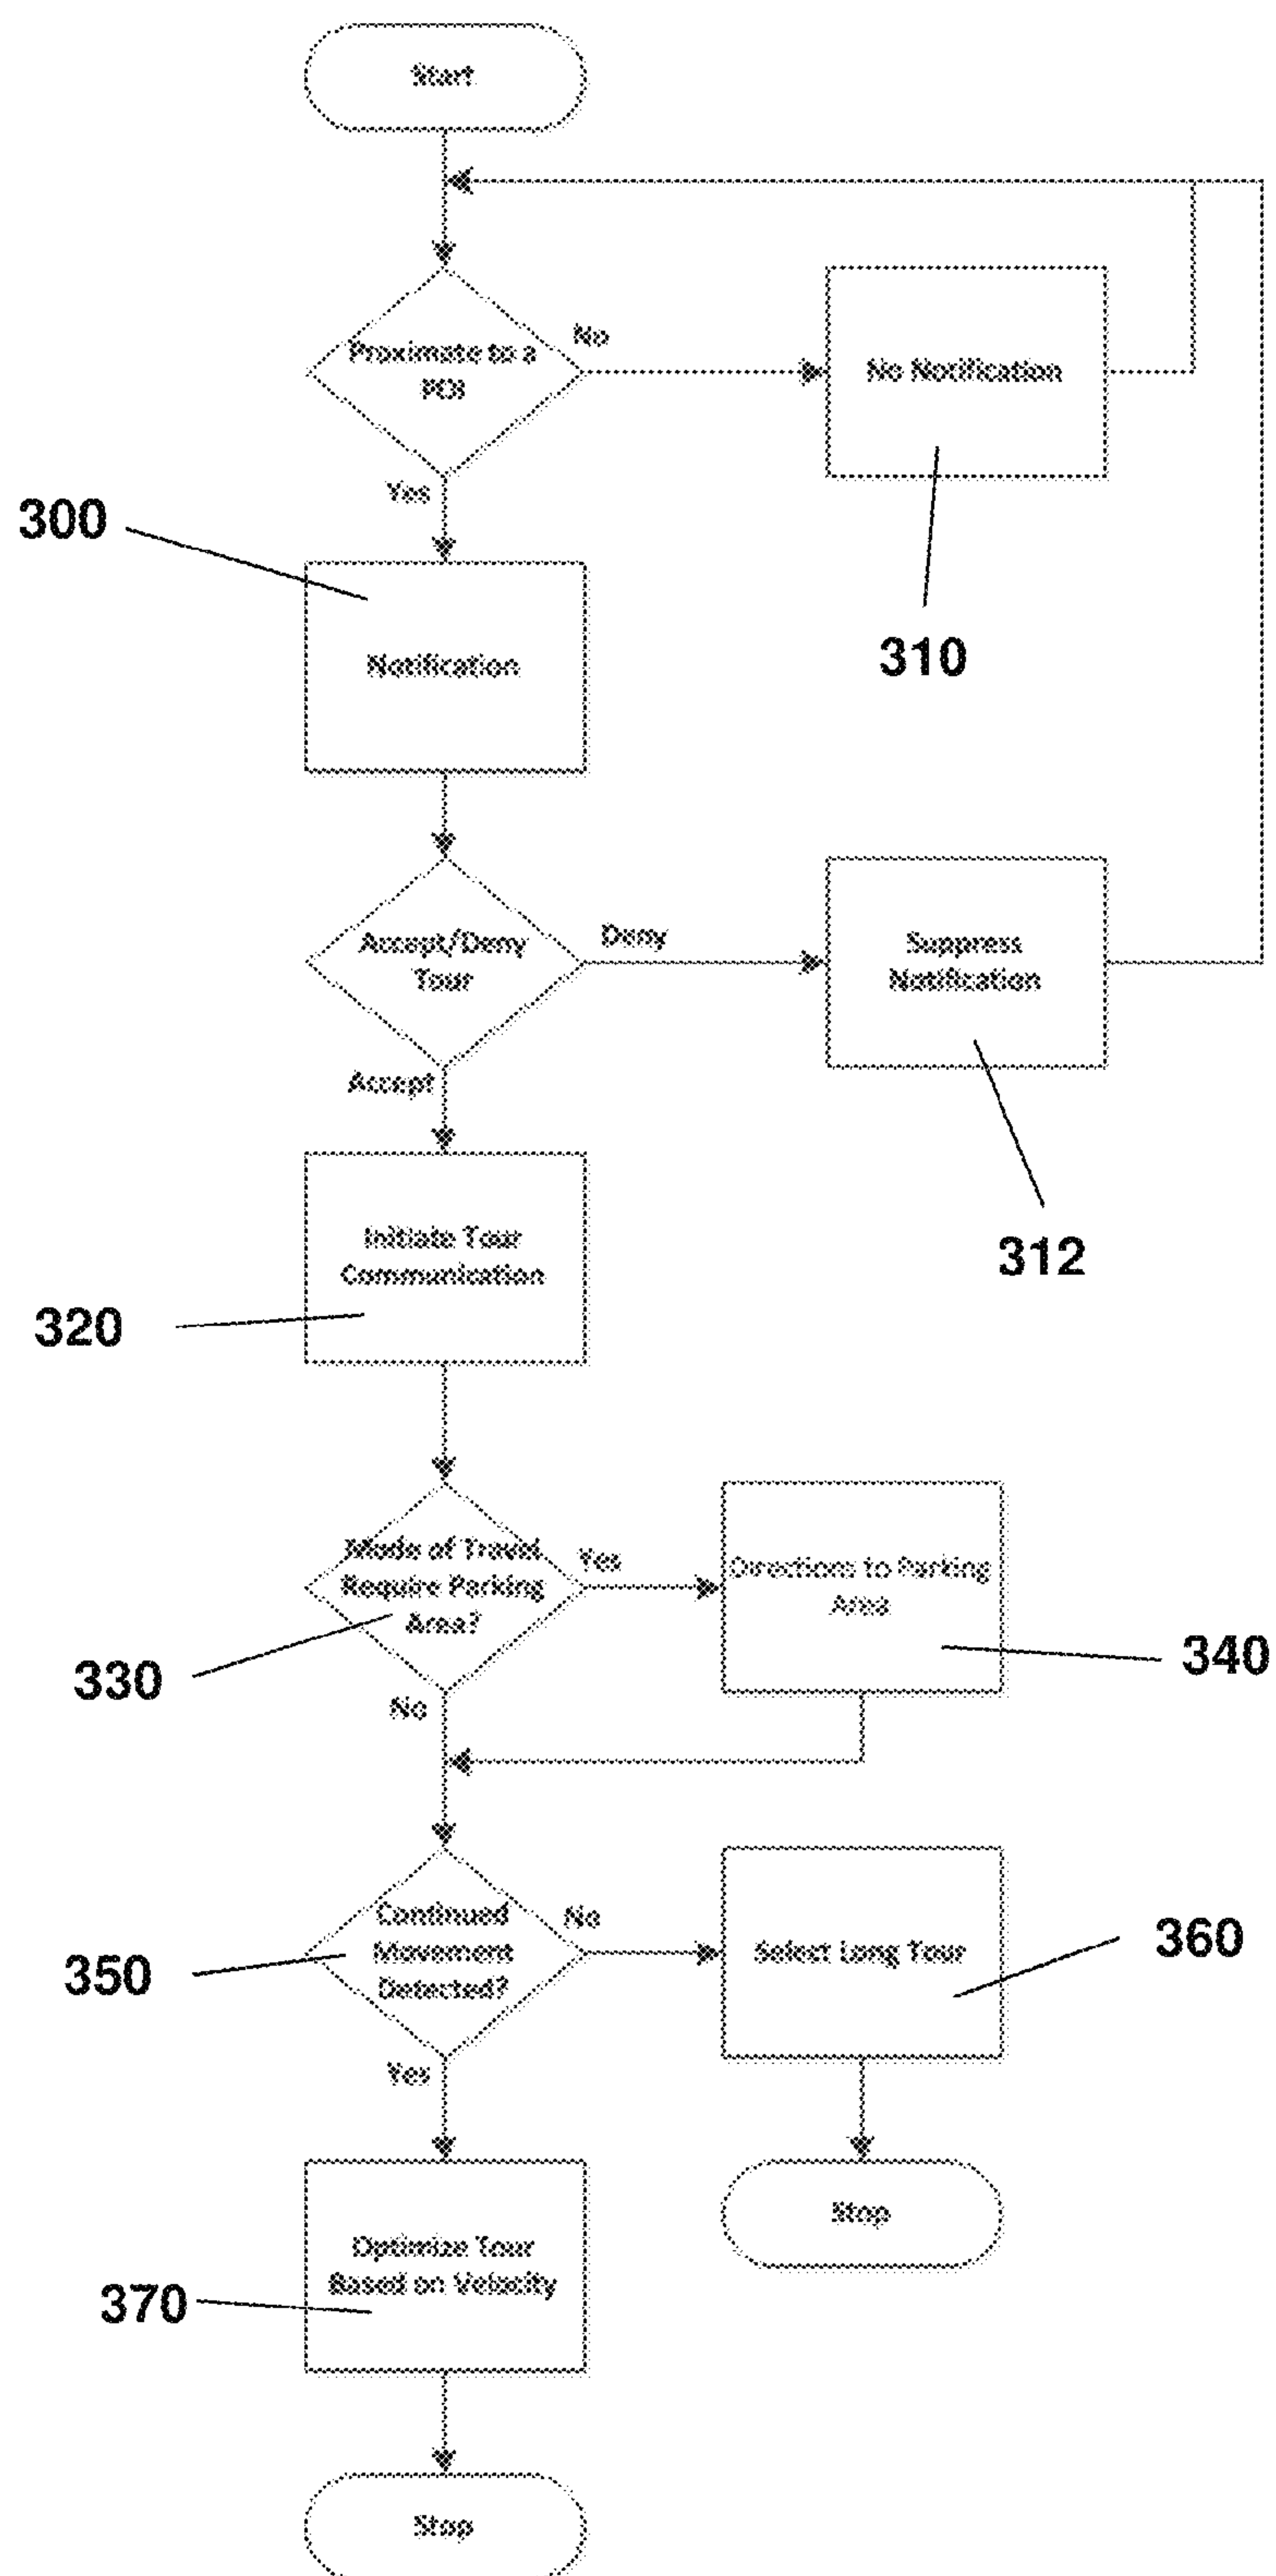 Start
Proximate to a
POI
No
No Notification
Yes
300
Notification
310
Accept/Deny
Tour
Deny
Suppress
Notification
Accept
312
Initiate Tour
Communication
320
Mode of Travel
Require Parking
Area?
Yes
Directions to Parking
Area
330
340
No
Continued
Movement
Detected?
No
Select Long Tour
350
360
Yes
Stop
Optimize Tour
Based on Velocity
370
Stop